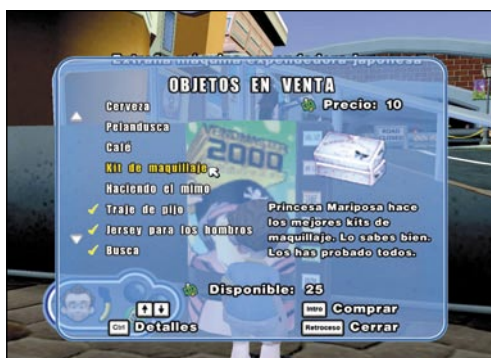 Extraña máquina expendedora japonesa
OBJETOS EN VENTA
Cerveza
Pelandusca
Café
Kit de maquillaje
Haciendo el mimo
Traje de pijo
Jersey para los hombros
Busca
Precio: 10
VENDMASTER
2000
Princesa Mariposa hace
los mejores kits de
maquillaje. Lo sabes bien.
Los has probado todos.
Disponible: 25
Intro Comprar
Ctrl Detalles
Retroceso Cerrar